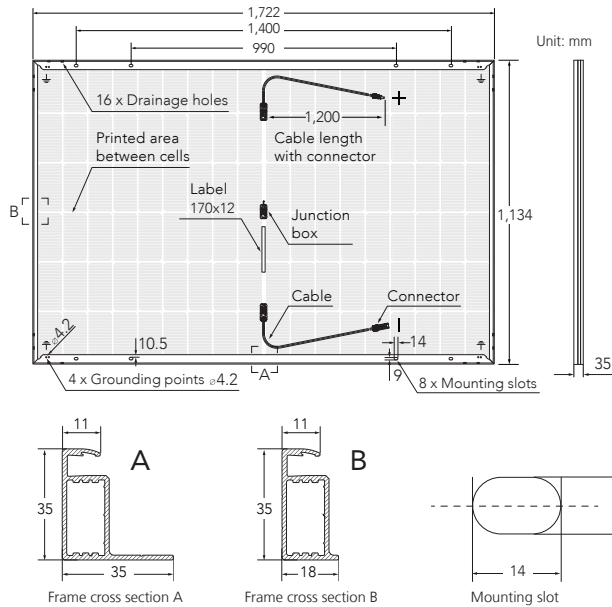 1,722
1,400
990
Unit: mm
16 x Drainage holes
+
1,200
Cable length
with connector
Printed area
between cells
B
Label
170x12
Junction
box
1,134
Cable
Connector
ø4.2
10.5
14
A
9
35
4 x Grounding points ø4.2
8 x Mounting slots
11
A
35
35
Frame cross section A
11
B
35
18
Frame cross section B
14
Mounting slot